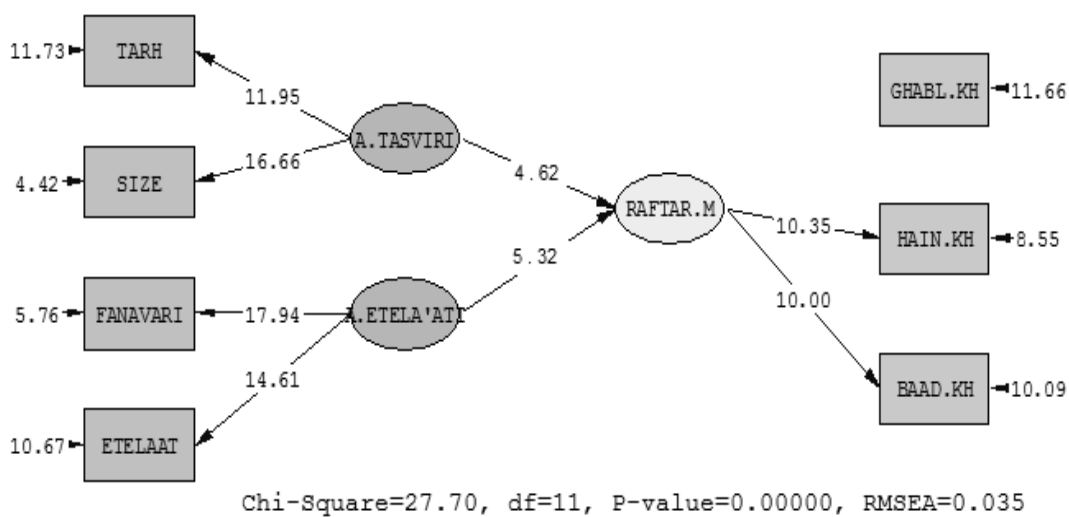 11.73
TARH
11.95
A.TASVIRI
16.66
4.42
SIZE
4.62
RAFTAR.M
5.32
5.76
FANAVARI
17.94
A.ETELA'ATI
14.61
10.67
ETELAAT
GHABL.KH
11.66
10.35
HAIN.KH
8.55
10.00
BAAD.KH
10.09
Chi-Square=27.70, df=11, P-value=0.00000, RMSEA=0.035